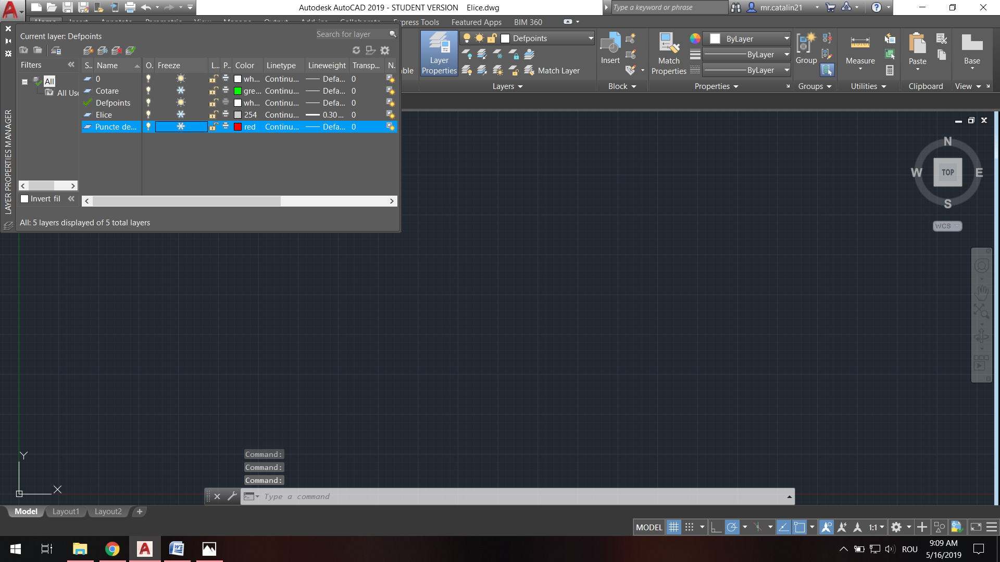 Autodesk AutoCAD 2019 - STUDENT VERSION    Elice.dwg
Type a keyword or phrase
mr.catalin21
Express Tools  Featured Apps  BIM 360
Current layer: Defpoints
Search for layer
Filters
S.. Name  O. Freeze  L... P.. Color  Linetype  Lineweight  Transp...  N.
All
All Use
0  wh...  Continu...  Defa...  0
Cotare  gre...  Continu...  Defa...  0
Defpoints  wh...  Continu...  Defa...  0
Elice  254  Continu...  0.30 ...  0
Puncte de...  red  Continu...  Defa...  0
Invert fil
All: 5 layers displayed of 5 total layers
LAYER PROPERTIES MANAGER
Layer
Properties
Defpoints
Match Layer
Layers
Insert
Block
Match
Properties
ByLayer
ByLayer
ByLayer
Properties
Group
Groups
Measure
Utilities
Paste
Clipboard
Base
View
N
W
TOP
E
S
WCS
Y
X
Command:
Command:
Command:
Type a command
Model  Layout1  Layout2
MODEL
1:1
ROU
9:09 AM
5/16/2019